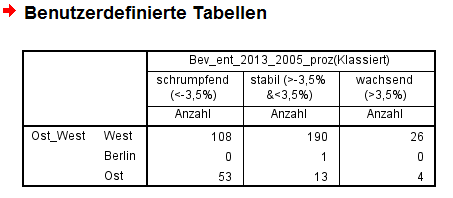 Benutzerdefinierte Tabellen
Bev_ent_2013_2005_proz(Klassiert)
schrumpfend (<-3,5%) stabil (>-3,5% &<3,5%) wachsend (>3,5%)
Anzahl Anzahl Anzahl
Ost_West West 108 190 26
Berlin 0 1 0
Ost 53 13 4